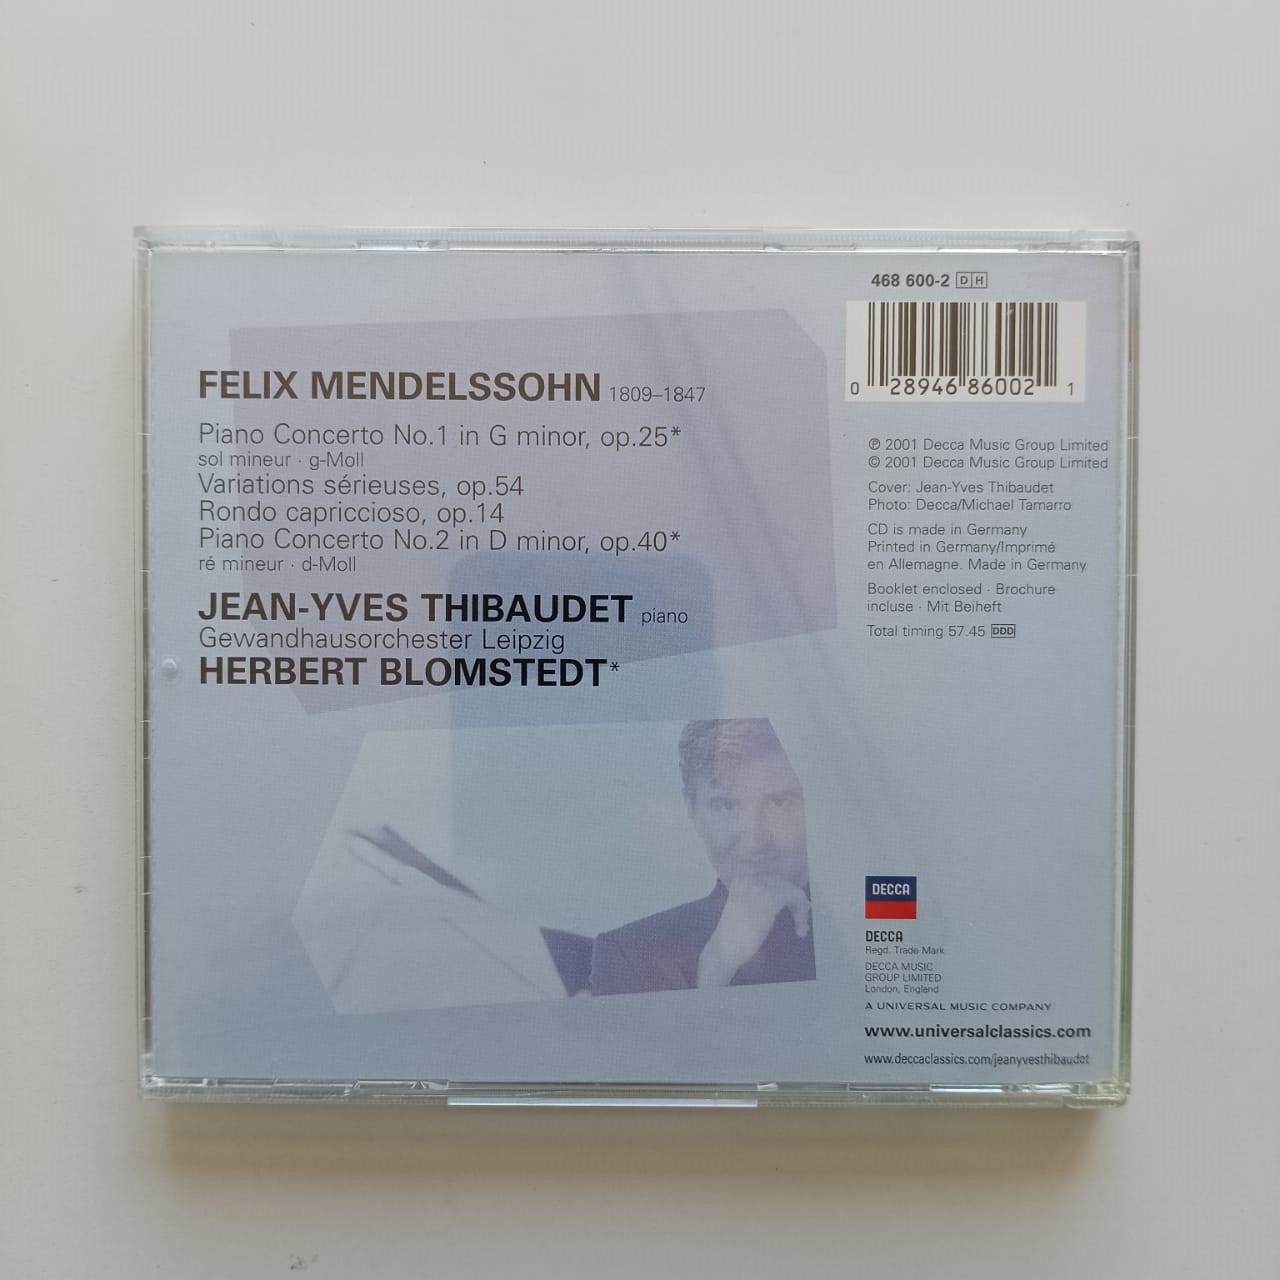 468 600-2 DH
0 28946 86002 1
FELIX MENDELSSOHN 1809–1847
Piano Concerto No.1 in G minor, op.25*
sol mineur · g-Moll
Variations sérieuses, op.54
Rondo capriccioso, op.14
Piano Concerto No.2 in D minor, op.40*
ré mineur · d-Moll
JEAN-YVES THIBAUDET piano
Gewandhausorchester Leipzig
HERBERT BLOMSTEDT*
℗ 2001 Decca Music Group Limited
© 2001 Decca Music Group Limited
Cover: Jean-Yves Thibaudet
Photo: Decca/Michael Tamarro
CD is made in Germany
Printed in Germany/Imprimé
en Allemagne. Made in Germany
Booklet enclosed · Brochure
incluse · Mit Beiheft
Total timing 57.45 DDD
DECCA
DECCA
Regd. Trade Mark
DECCA MUSIC
GROUP LIMITED
London, England
A UNIVERSAL MUSIC COMPANY
www.universalclassics.com
www.deccaclassics.com/jeanyvesthibaudet